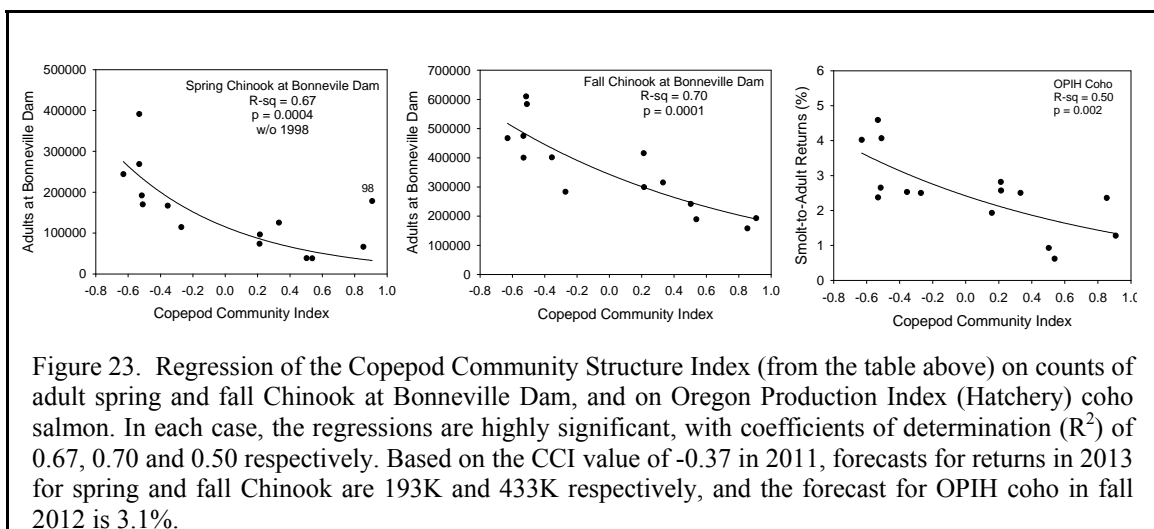 500000
400000
300000
200000
100000
0
Adults at Bonneville Dam
Spring Chinook at Bonneville Dam
R-sq = 0.67
p = 0.0004
w/o 1998
98
-0.8 -0.6 -0.4 -0.2 0.0 0.2 0.4 0.6 0.8 1.0
Copepod Community Index
700000
600000
500000
400000
300000
200000
100000
0
Adults at Bonneville Dam
Fall Chinook at Bonneville Dam
R-sq = 0.70
p = 0.0001
-0.8 -0.6 -0.4 -0.2 0.0 0.2 0.4 0.6 0.8 1.0
Copepod Community Index
6
5
4
3
2
1
0
Smolt-to-Adult Returns (%)
OPIH Coho
R-sq = 0.50
p = 0.002
-0.8 -0.6 -0.4 -0.2 0.0 0.2 0.4 0.6 0.8 1.0
Copepod Community Index
Figure 23. Regression of the Copepod Community Structure Index (from the table above) on counts of
adult spring and fall Chinook at Bonneville Dam, and on Oregon Production Index (Hatchery) coho
salmon. In each case, the regressions are highly significant, with coefficients of determination (R²) of
0.67, 0.70 and 0.50 respectively. Based on the CCI value of -0.37 in 2011, forecasts for returns in 2013
for spring and fall Chinook are 193K and 433K respectively, and the forecast for OPIH coho in fall
2012 is 3.1%.